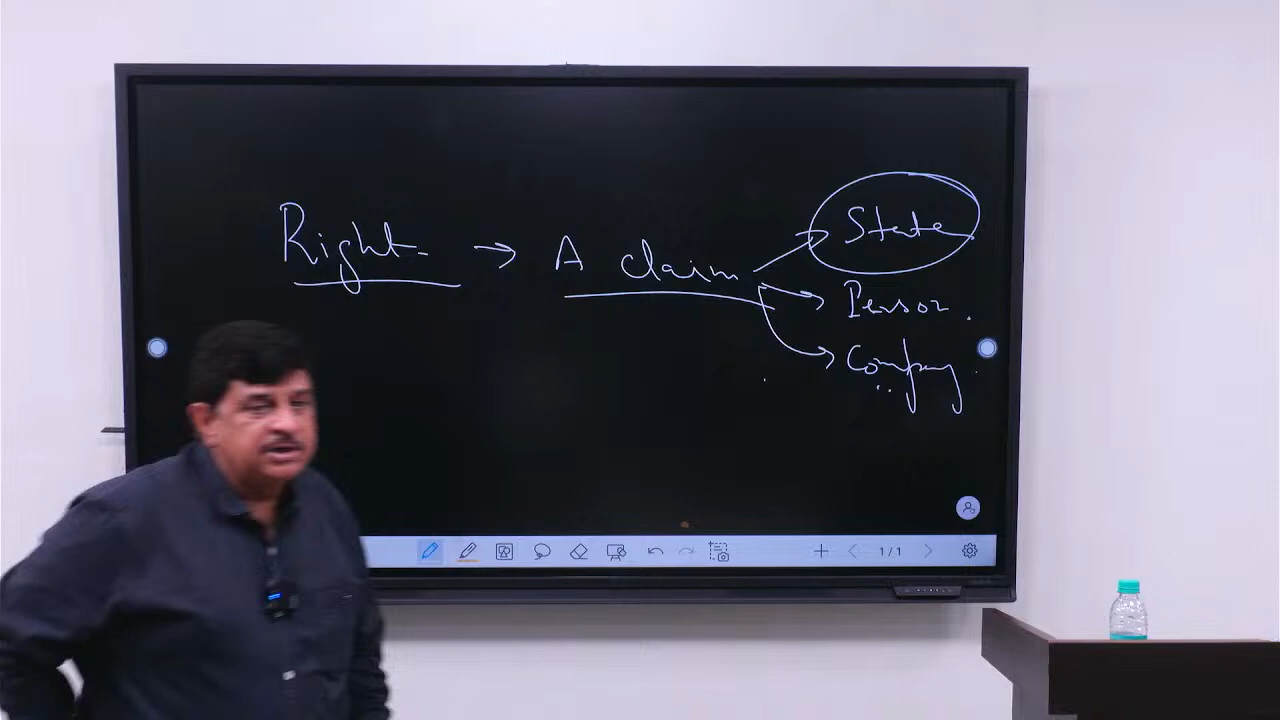 Right → A claim → State
→ Person.
→ Company
1/1